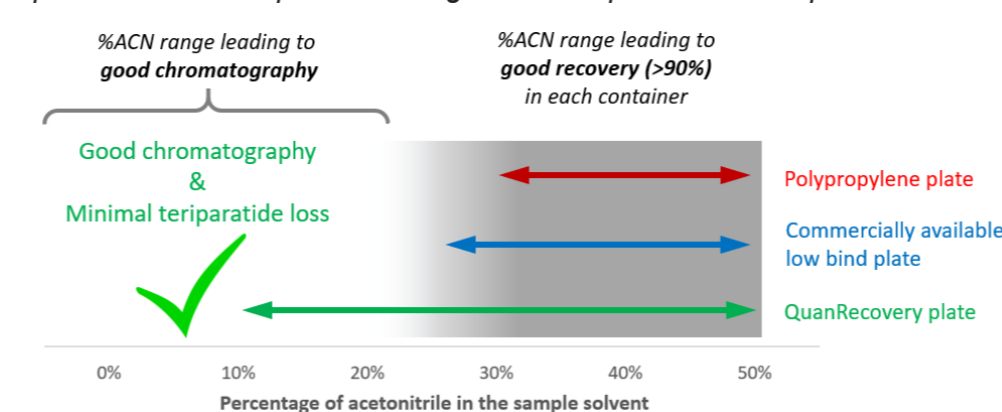 %ACN range leading to
good chromatography
%ACN range leading to
good recovery (>90%)
in each container
Good chromatography
&
Minimal teriparatide loss
Polypropylene plate
Commercially available
low bind plate
QuanRecovery plate
0% 10% 20% 30% 40% 50%
Percentage of acetonitrile in the sample solvent